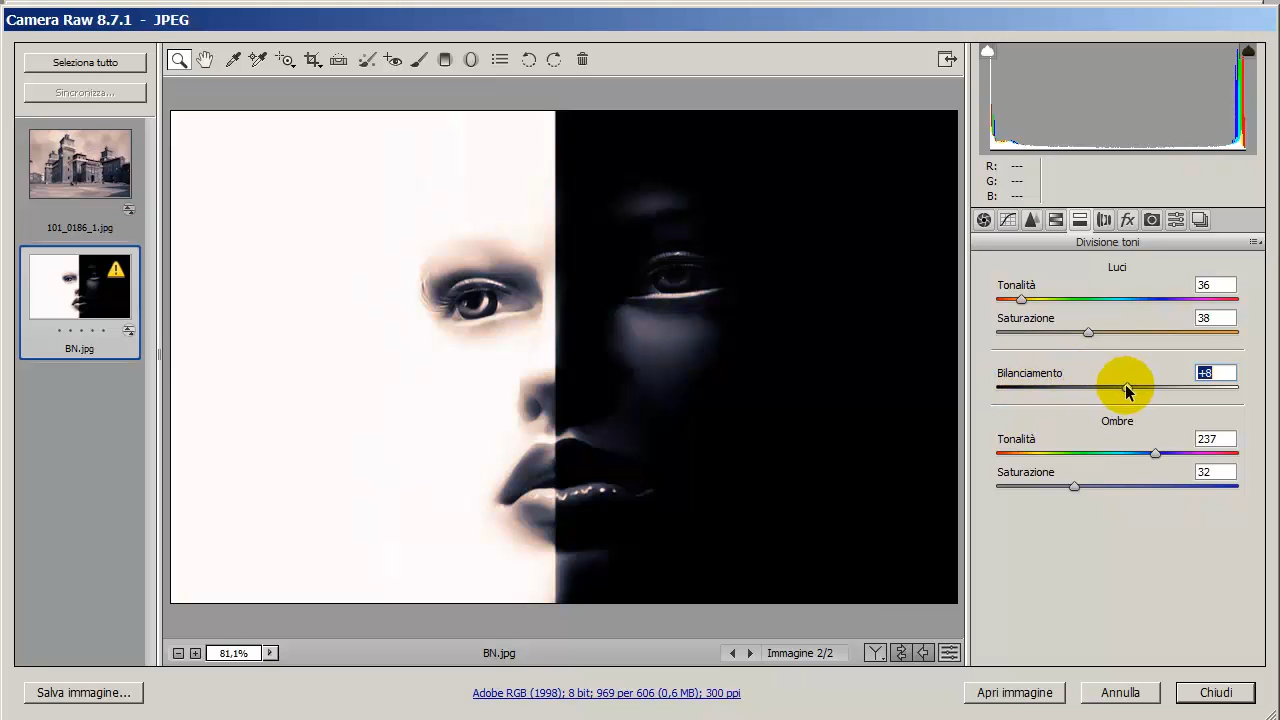 Camera Raw 8.7.1 - JPEG
Seleziona tutto
Sincronizza...
101_0186_1.jpg
BN.jpg
R: ---
G: ---
B: ---
Divisione toni
Luci
Tonalità 36
Saturazione 38
Bilanciamento +8
Ombre
Tonalità 237
Saturazione 32
81,1%
BN.jpg
Immagine 2/2
Salva immagine...
Adobe RGB (1998); 8 bit; 969 per 606 (0,6 MB); 300 ppi
Apri immagine
Annulla
Chiudi